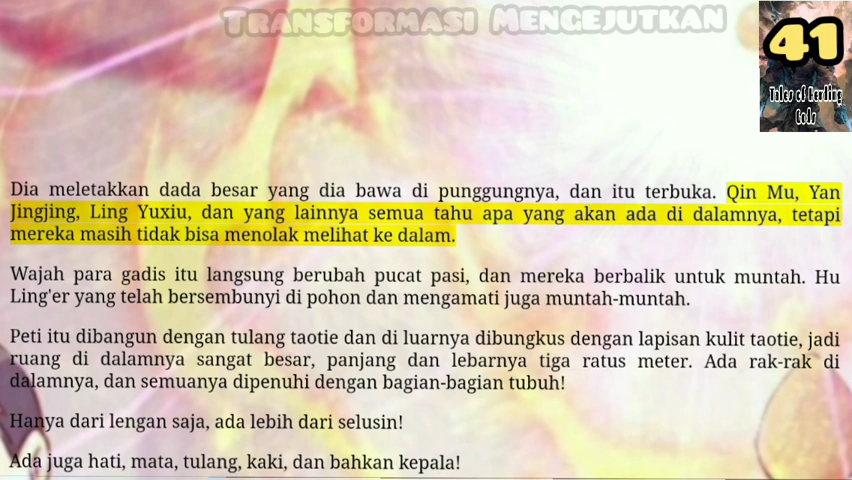 Transformasi Mengejutkan
41
Tales of Herding
Gods
Dia meletakkan dada besar yang dia bawa di punggungnya, dan itu terbuka. Qin Mu, Yan
Jingjing, Ling Yuxiu, dan yang lainnya semua tahu apa yang akan ada di dalamnya, tetapi
mereka masih tidak bisa menolak melihat ke dalam.
Wajah para gadis itu langsung berubah pucat pasi, dan mereka berbalik untuk muntah. Hu
Ling'er yang telah bersembunyi di pohon dan mengamati juga muntah-muntah.
Peti itu dibangun dengan tulang taotie dan di luarnya dibungkus dengan lapisan kulit taotie, jadi
ruang di dalamnya sangat besar, panjang dan lebarnya tiga ratus meter. Ada rak-rak di
dalamnya, dan semuanya dipenuhi dengan bagian-bagian tubuh!
Hanya dari lengan saja, ada lebih dari selusin!
Ada juga hati, mata, tulang, kaki, dan bahkan kepala!